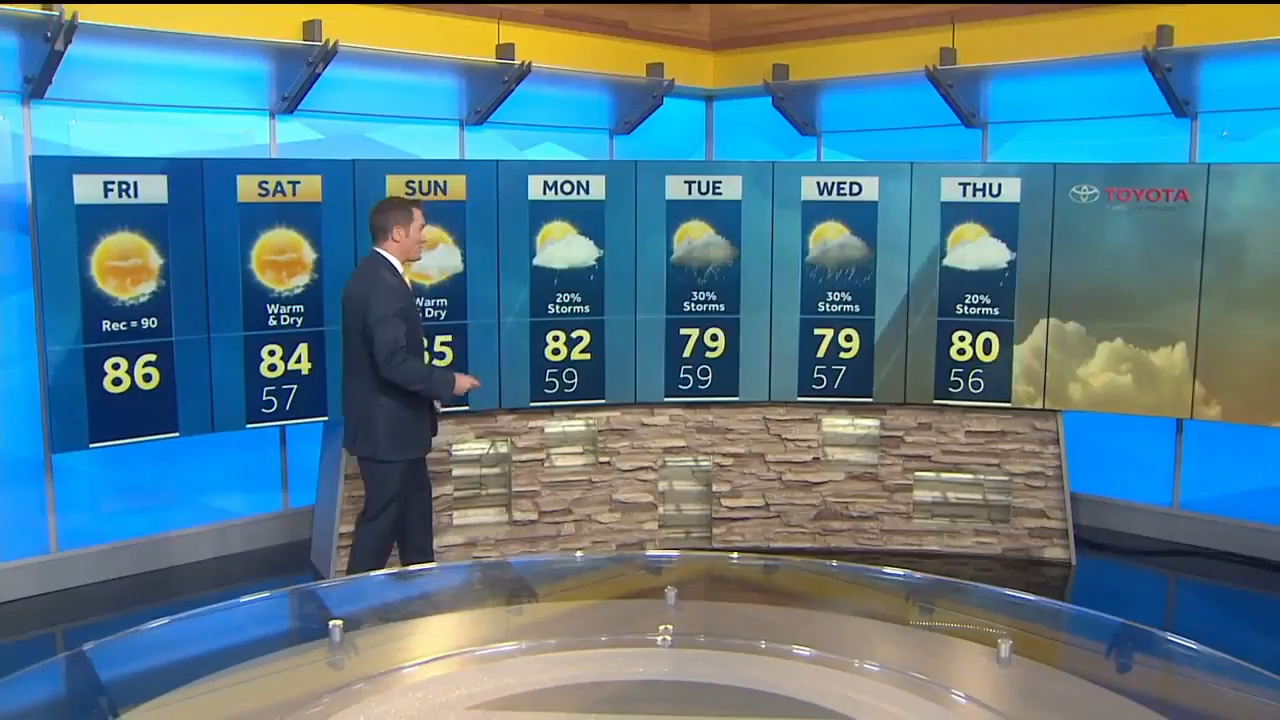 FRI
Rec = 90
86
SAT
Warm
& Dry
84
57
SUN
Warm
& Dry
85
MON
20%
Storms
82
59
TUE
30%
Storms
79
59
WED
30%
Storms
79
57
THU
20%
Storms
80
56
TOYOTA